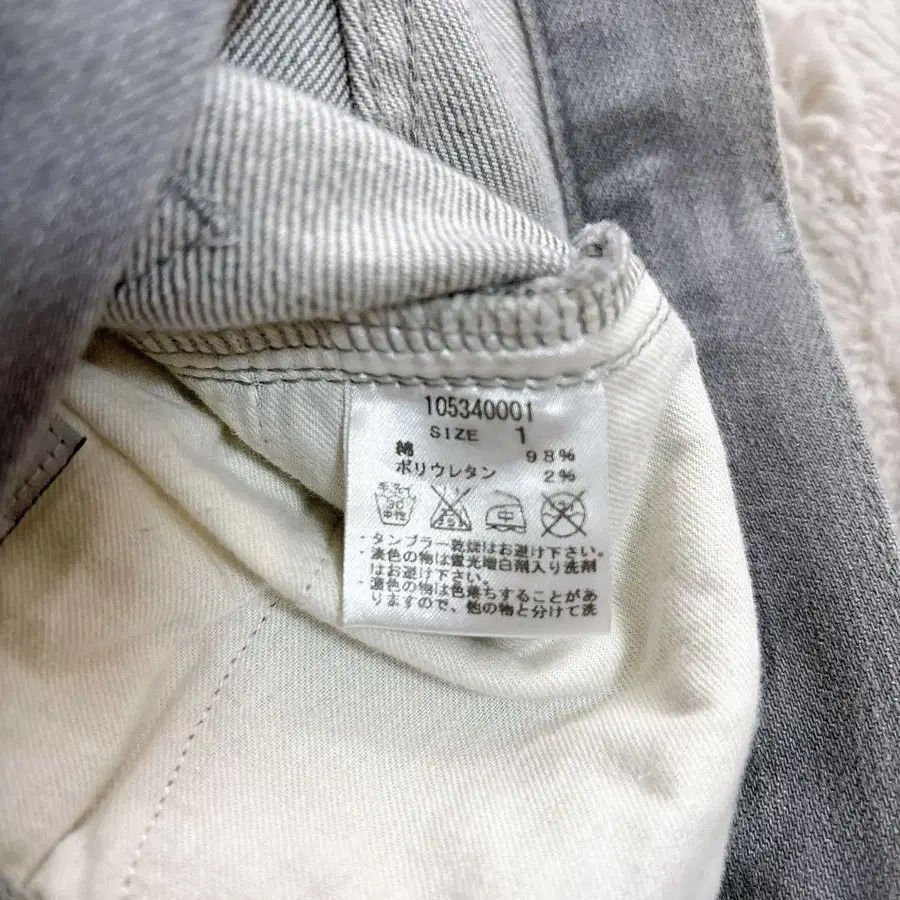 105340001
SIZE 1
綿 98%
ポリウレタン 2%
手洗イ
30
中性
中
・タンブラー乾燥はお避け下さい。
・淡色の物は蛍光増白剤入り洗剤
はお避け下さい。
・濃色の物は色落ちすることがあ
りますので、他の物と分けて洗